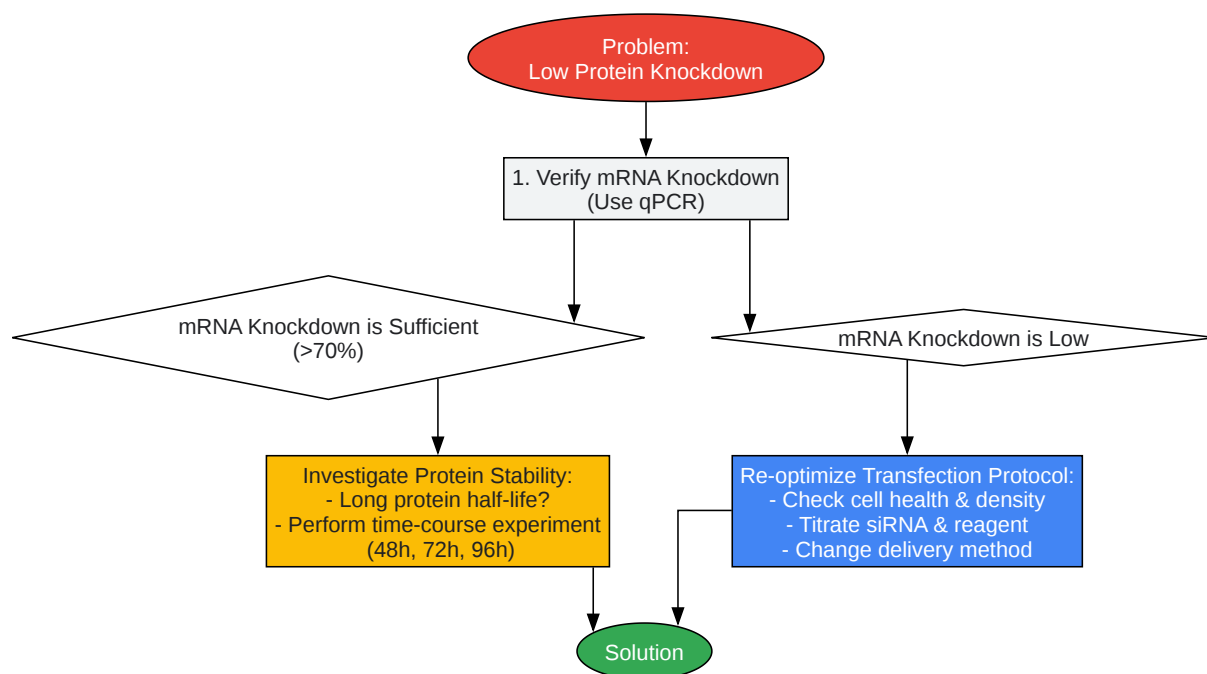 Problem:
Low Protein Knockdown
1. Verify mRNA Knockdown
(Use qPCR)
mRNA Knockdown is Sufficient
(>70%)
mRNA Knockdown is Low
Investigate Protein Stability:
- Long protein half-life?
- Perform time-course experiment
(48h, 72h, 96h)
Re-optimize Transfection Protocol:
- Check cell health & density
- Titrate siRNA & reagent
- Change delivery method
Solution